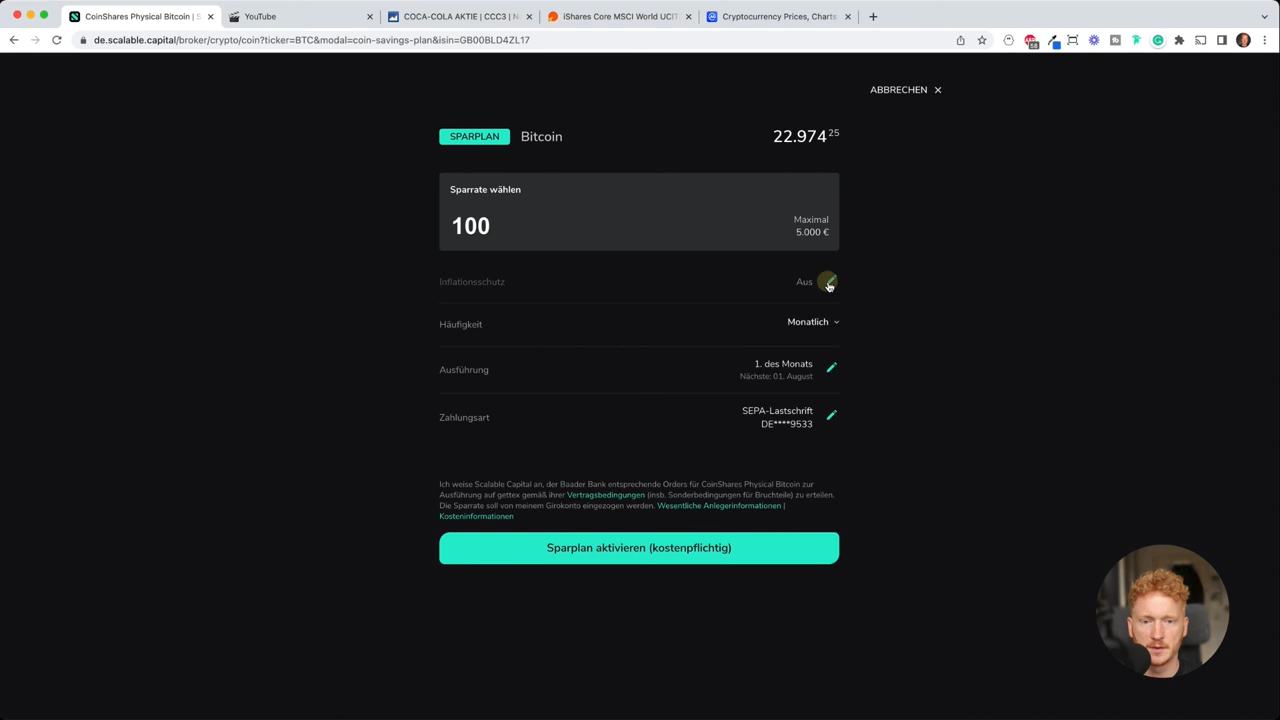 CoinShares Physical Bitcoin | S
YouTube
COCA-COLA AKTIE | CCC3 | N
iShares Core MSCI World UCIT
Cryptocurrency Prices, Charts
de.scalable.capital/broker/crypto/coin?ticker=BTC&modal=coin-savings-plan&isin=GB00BLD4ZL17
ABBRECHEN
SPARPLAN Bitcoin 22.974 25
Sparrate wählen
100
Maximal
5.000 €
Inflationsschutz Aus
Häufigkeit Monatlich
Ausführung 1. des Monats
Nächste: 01. August
Zahlungsart SEPA-Lastschrift
DE****9533
Ich weise Scalable Capital an, der Baader Bank entsprechende Orders für CoinShares Physical Bitcoin zur
Ausführung auf gettex gemäß ihrer Vertragsbedingungen (insb. Sonderbedingungen für Bruchteile) zu erteilen.
Die Sparrate soll von meinem Girokonto eingezogen werden. Wesentliche Anlegerinformationen |
Kosteninformationen
Sparplan aktivieren (kostenpflichtig)